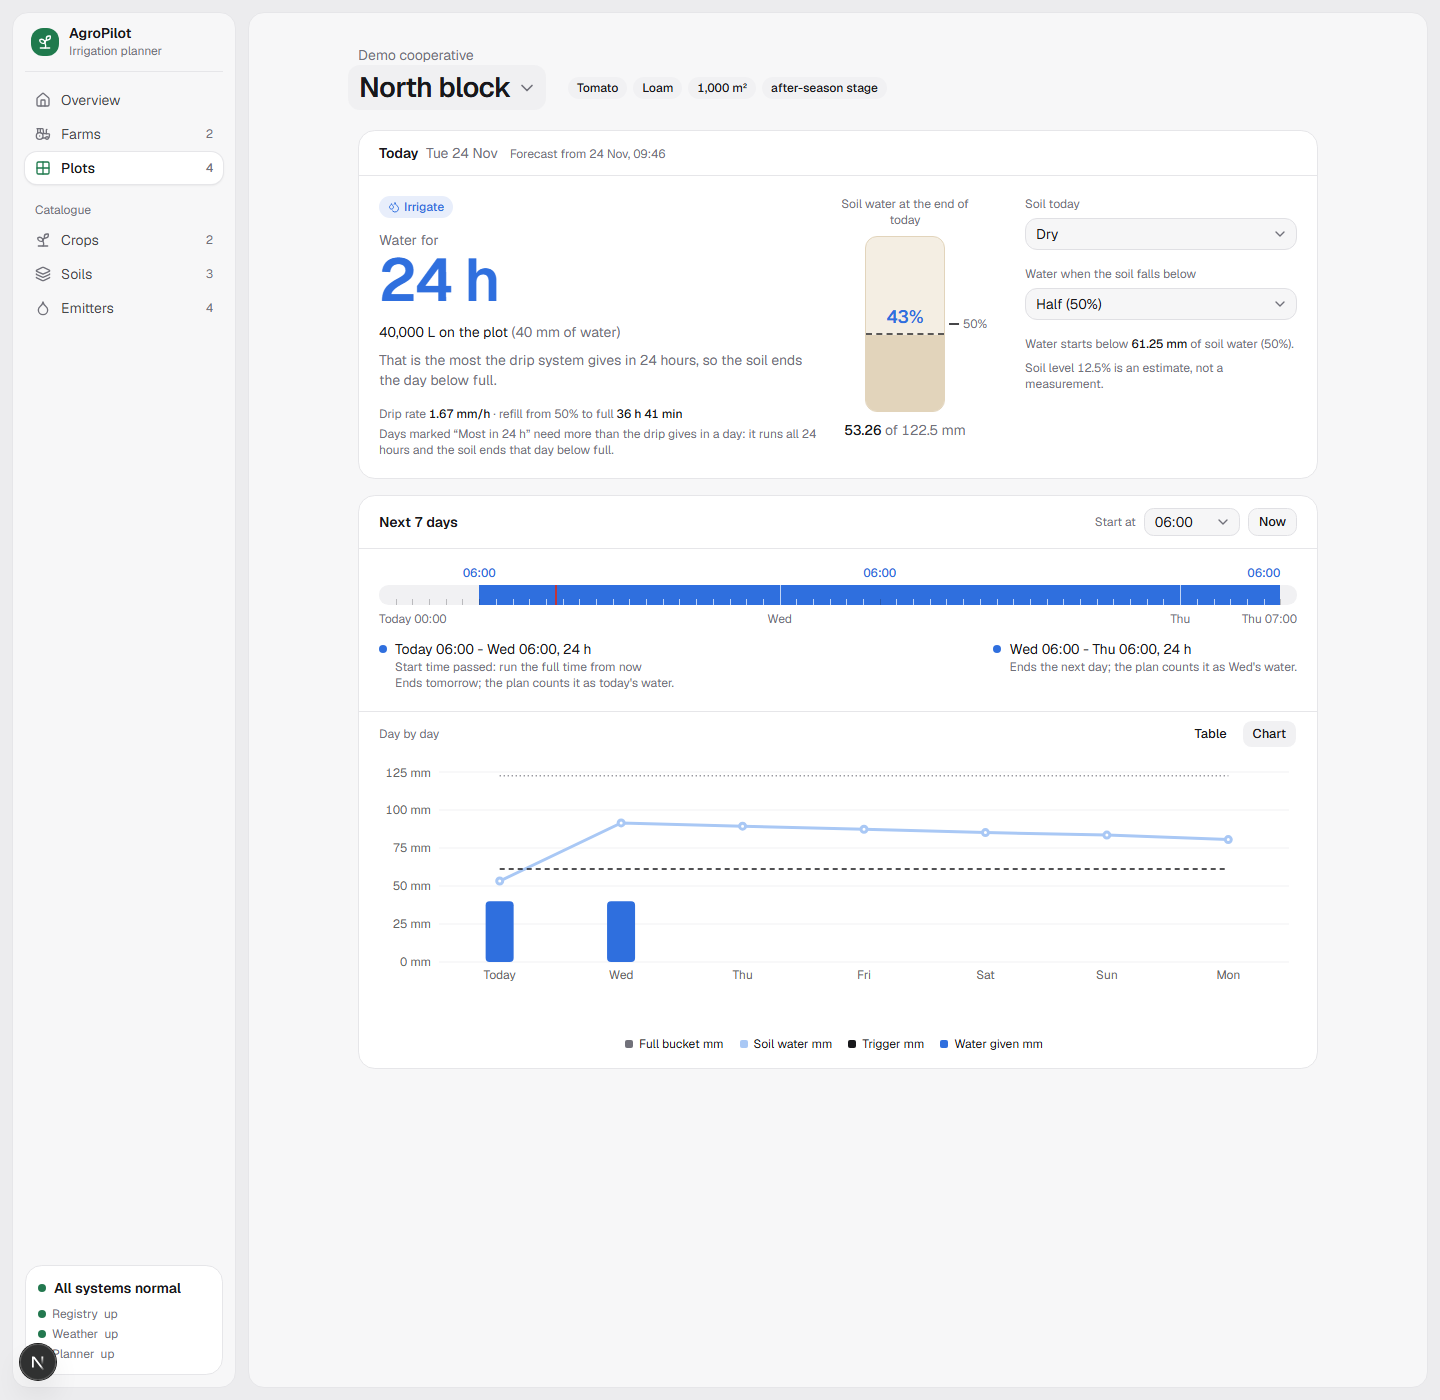 AgroPilot
Irrigation planner
Overview
Farms 2
Plots 4
Catalogue
Crops 2
Soils 3
Emitters 4
All systems normal
Registry up
Weather up
Planner up
N
Demo cooperative
North block
Tomato
Loam
1,000 m²
after-season stage
Today Tue 24 Nov Forecast from 24 Nov, 09:46
Irrigate
Water for
24 h
40,000 L on the plot (40 mm of water)
That is the most the drip system gives in 24 hours, so the soil ends
the day below full.
Drip rate 1.67 mm/h · refill from 50% to full 36 h 41 min
Days marked “Most in 24 h” need more than the drip gives in a day: it runs all 24
hours and the soil ends that day below full.
Soil water at the end of
today
43%
50%
53.26 of 122.5 mm
Soil today
Dry
Water when the soil falls below
Half (50%)
Water starts below 61.25 mm of soil water (50%).
Soil level 12.5% is an estimate, not a
measurement.
Next 7 days
Start at 06:00 Now
06:00 06:00 06:00
Today 00:00 Wed Thu Thu 07:00
Today 06:00 - Wed 06:00, 24 h
Start time passed: run the full time from now
Ends tomorrow; the plan counts it as today's water.
Wed 06:00 - Thu 06:00, 24 h
Ends the next day; the plan counts it as Wed's water.
Day by day
Table Chart
125 mm
100 mm
75 mm
50 mm
25 mm
0 mm
Today Wed Thu Fri Sat Sun Mon
Full bucket mm Soil water mm Trigger mm Water given mm